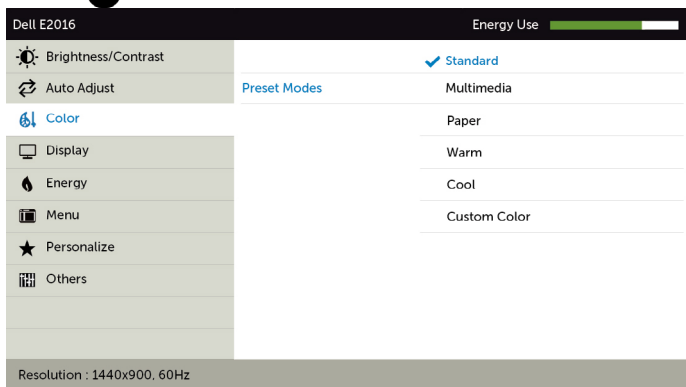 Dell E2016 Energy Use
Brightness/Contrast Standard
Auto Adjust Preset Modes Multimedia
Color Paper
Display Warm
Energy Cool
Menu Custom Color
Personalize
Others
Resolution : 1440x900, 60Hz